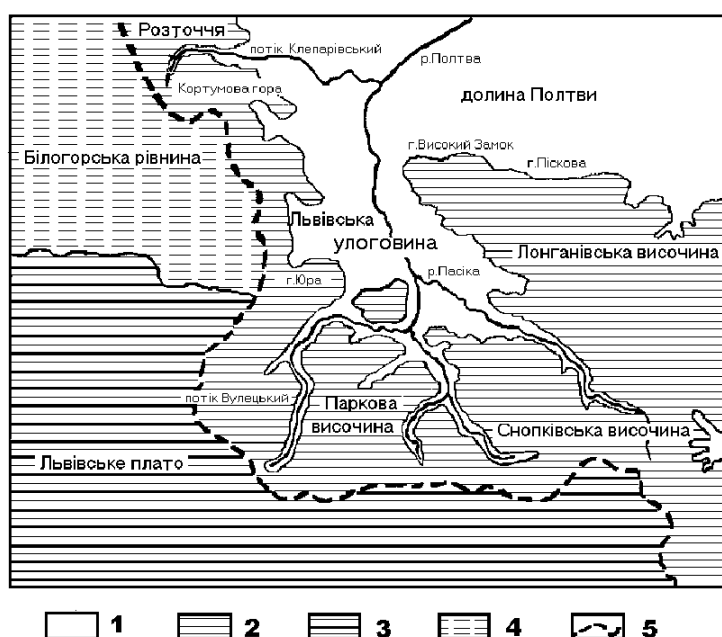 Розточчя
потік Клепарівський
р.Полтва
Кортумова гора
долина Полтви
г.Високий Замок
г.Піскова
Білогорська рівнина
Львівська
улоговина
Лонганівська височина
р.Пасіка
г.Юра
потік Вулецький
Паркова
височина
Снопківська височина
Львівське плато
1 2 3 4 5